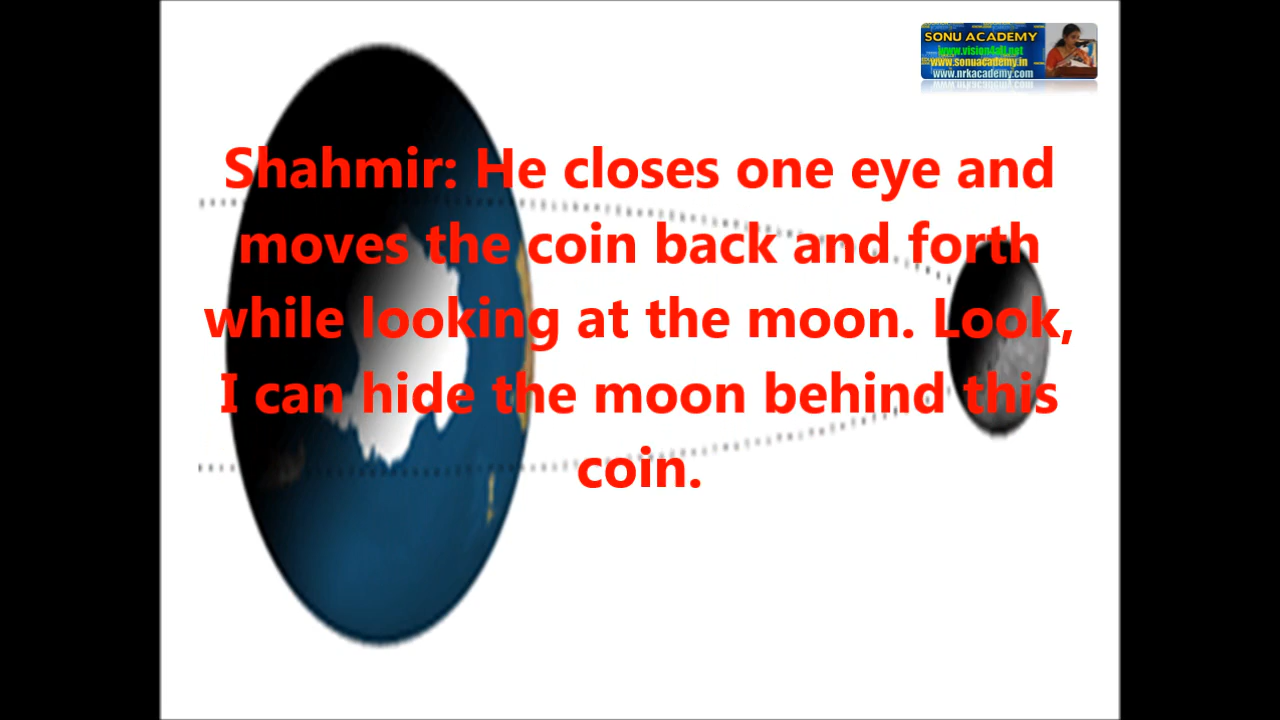 SONU ACADEMY
www.vision4all.net
www.sonuacademy.in
www.nrkacademy.com
Shahmir: He closes one eye and
moves the coin back and forth
while looking at the moon. Look,
I can hide the moon behind this
coin.